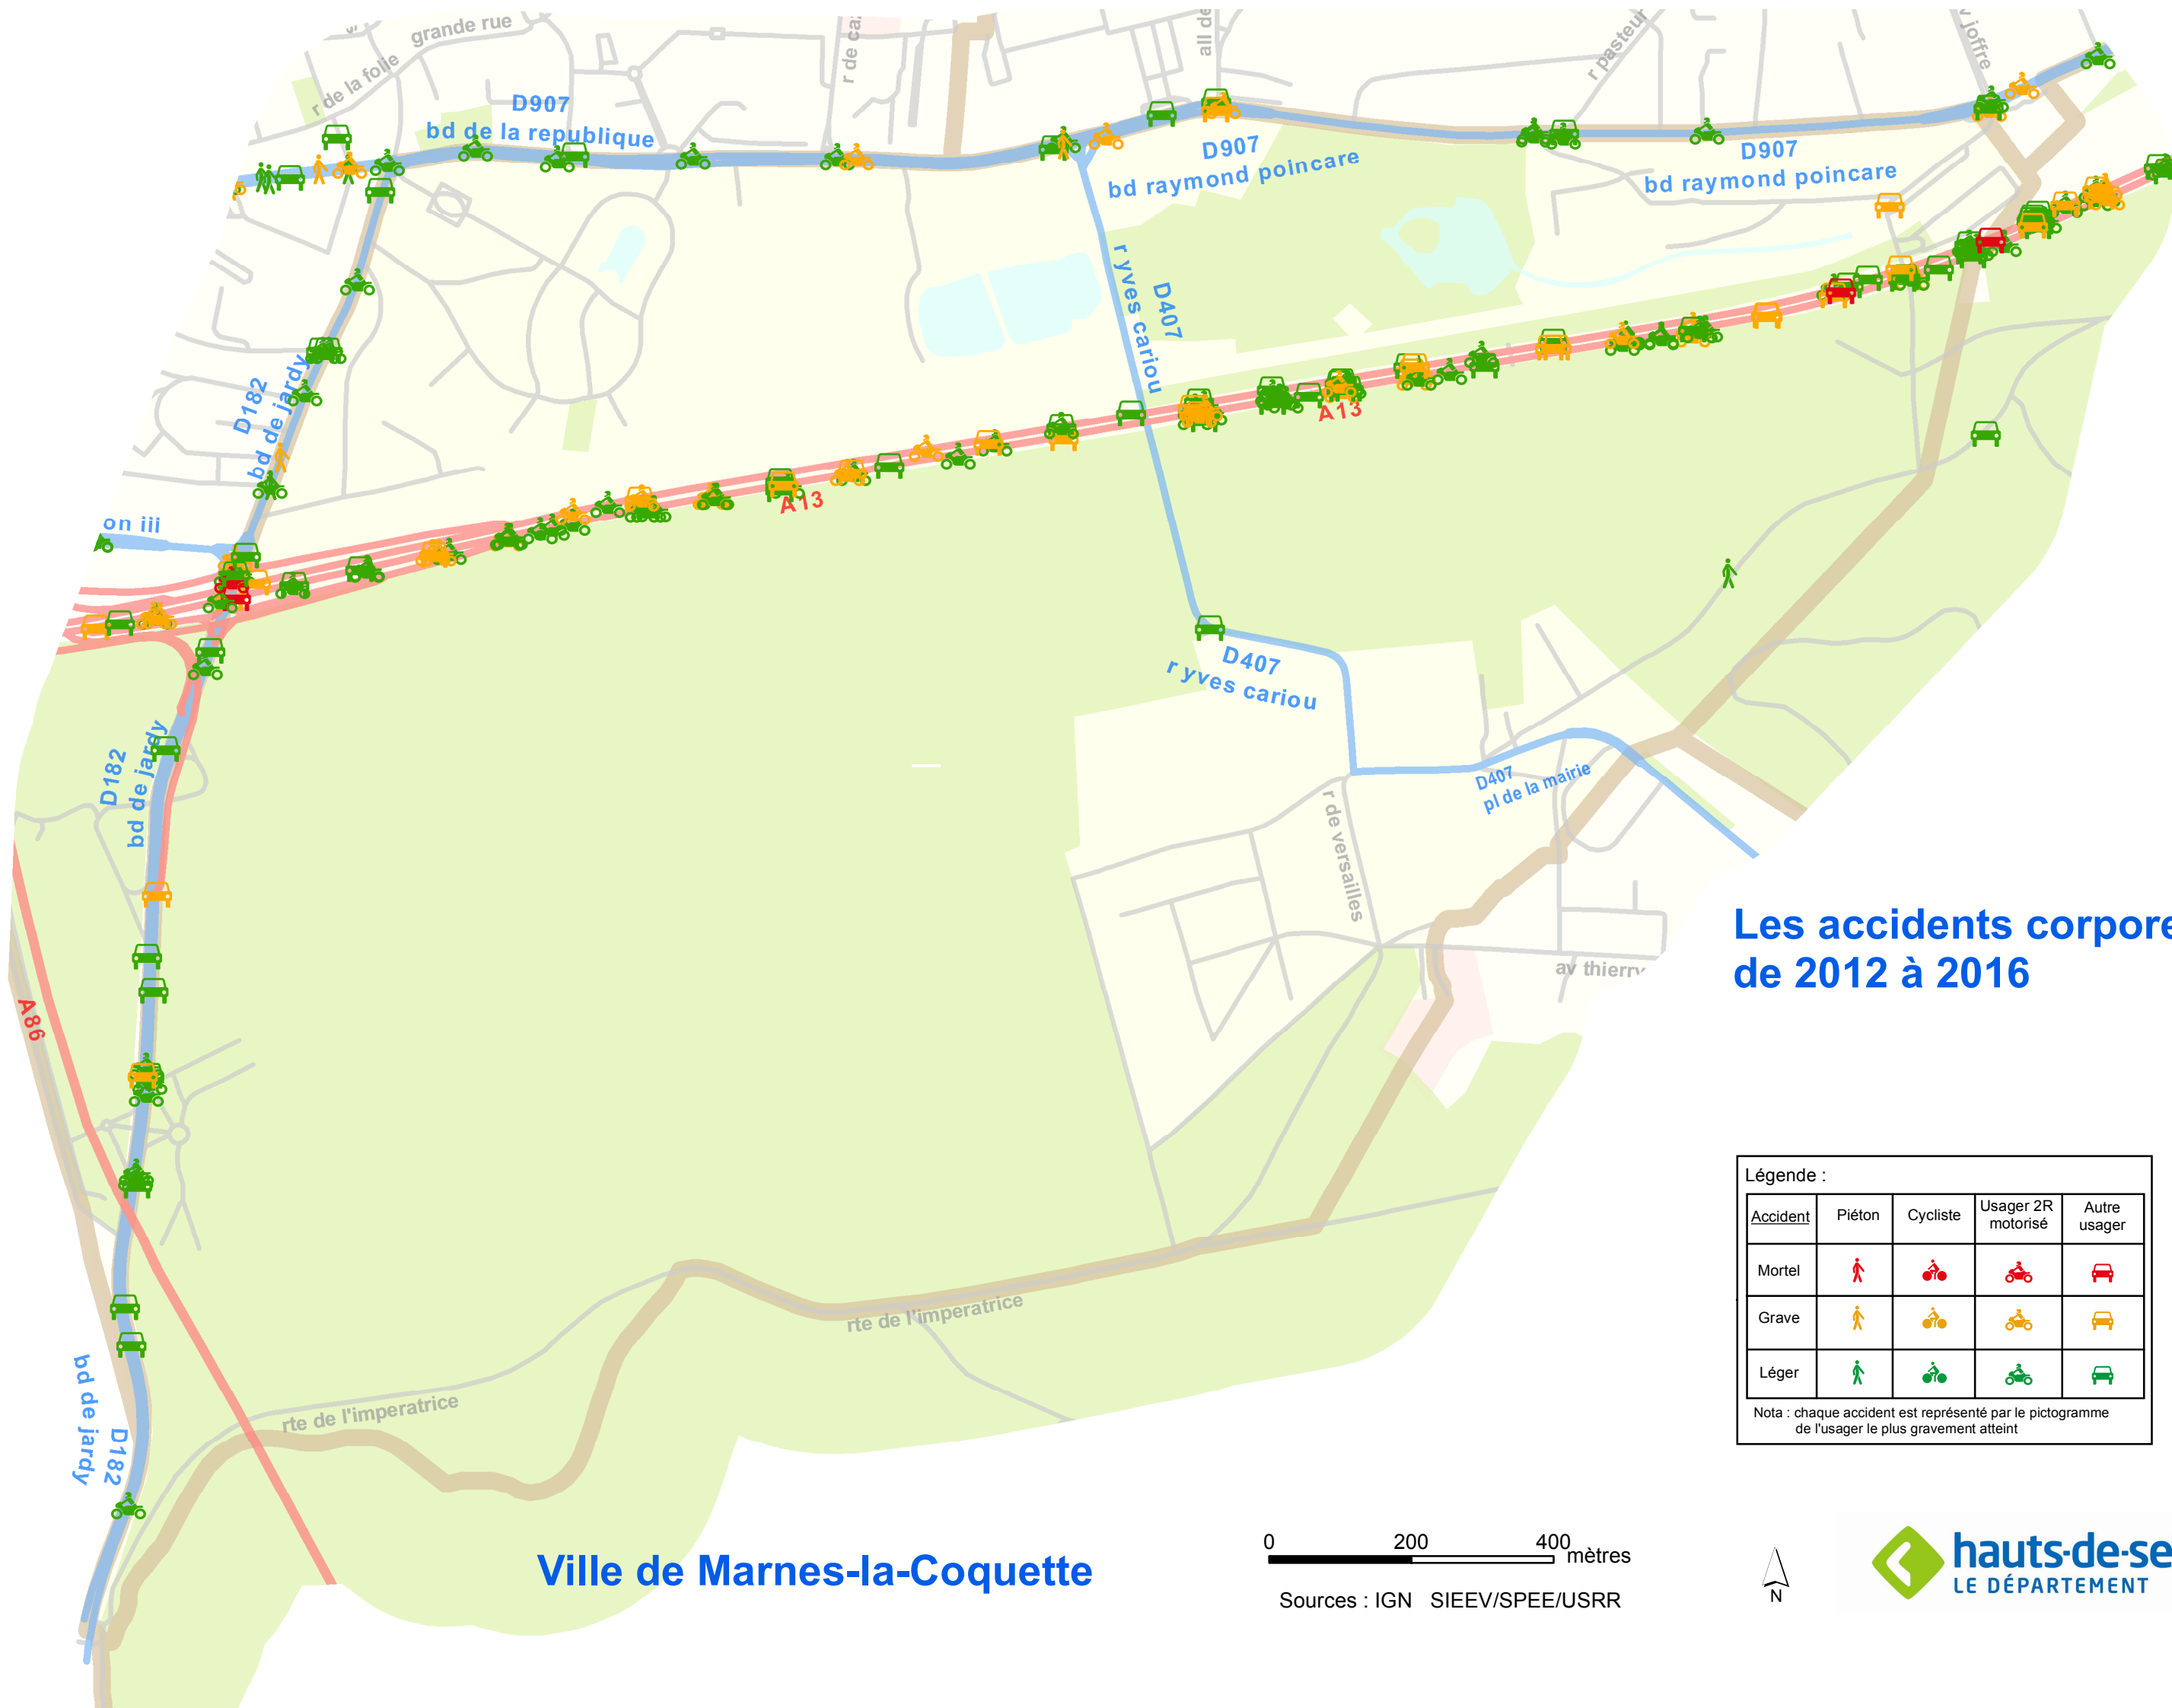 grande rue
r de la folie
r de ca
all de
r pasteur
v joffre
D907
bd de la republique
D907
bd raymond poincare
D907
bd raymond poincare
D407
r yves cariou
D182
bd de jardy
A13
A13
on iii
D407
r yves cariou
D182
bd de jardy
D407
pl de la mairie
r de versailles
av thierry
A86
Les accidents corpore
de 2012 à 2016
rte de l'imperatrice
rte de l'imperatrice
D182
bd de jardy
Légende :
Accident Piéton Cycliste Usager 2R motorisé Autre usager
Mortel
Grave
Léger
Nota : chaque accident est représenté par le pictogramme
de l'usager le plus gravement atteint
Ville de Marnes-la-Coquette
0 200 400 mètres
Sources : IGN SIEEV/SPEE/USRR
N
hauts-de-se
LE DÉPARTEMENT